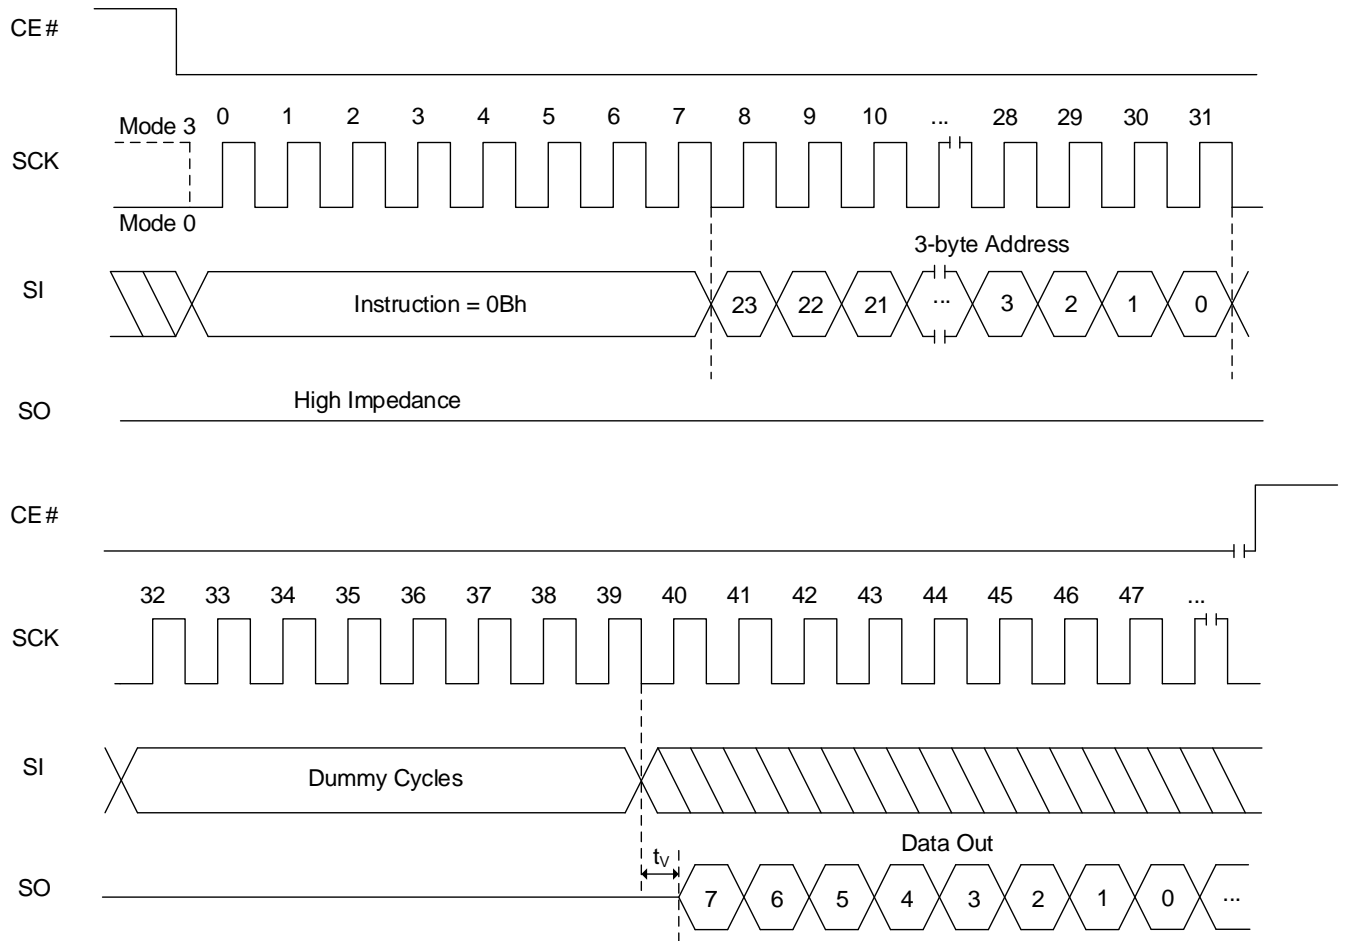 CE#
Mode 3 0 1 2 3 4 5 6 7 8 9 10 ... 28 29 30 31
SCK
Mode 0
3-byte Address
SI Instruction = 0Bh 23 22 21 ... 3 2 1 0
High Impedance
SO
CE#
32 33 34 35 36 37 38 39 40 41 42 43 44 45 46 47 ...
SCK
SI Dummy Cycles
Data Out
tV
SO 7 6 5 4 3 2 1 0 ...